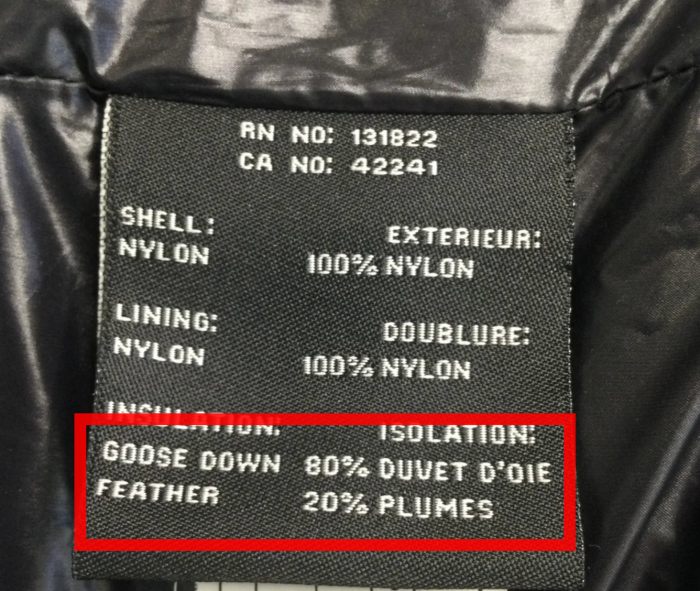 RN NO: 131822
CA NO: 42241
SHELL: EXTERIEUR:
NYLON 100% NYLON
LINING: DOUBLURE:
NYLON 100% NYLON
INSULATION: ISOLATION:
GOOSE DOWN 80% DUVET D'OIE
FEATHER 20% PLUMES